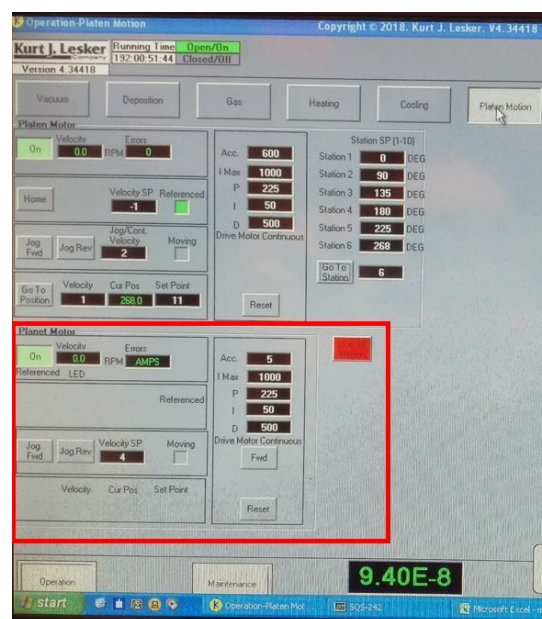 Operation-Platen Motion
Copyright © 2018. Kurt J. Lesker. V4.34418
Kurt J. Lesker
Company
Running Time Open/On
192:00:51:44 Closed/Off
Version 4.34418
Vacuum
Deposition
Gas
Heating
Cooling
Platen Motion
Platen Motor
Velocity Errors
On 0.0 RPM 0
Home
Velocity SP Referenced
-1
Jog/Cont.
Jog Fwd Jog Rev Velocity Moving
2
Go To Position
Velocity Cur Pos Set Point
1 268.0 11
Acc. 600
I Max 1000
P 225
I 50
D 500
Drive Motor Continuous
Reset
Station SP [1-10]
Station 1 0 DEG
Station 2 90 DEG
Station 3 135 DEG
Station 4 180 DEG
Station 5 225 DEG
Station 6 268 DEG
Go To Station 6
Planet Motor
Velocity Errors
On 0.0 RPM AMPS
Referenced LED
Referenced
Jog Fwd Jog Rev Velocity SP Moving
4
Velocity Cur Pos Set Point
Acc. 5
I Max 1000
P 225
I 50
D 500
Drive Motor Continuous
Fwd
Reset
Stop All Motion
Operation
Maintenance
9.40E-8
start
Operation-Platen Mot...
SQS-242
Microsoft Excel - m